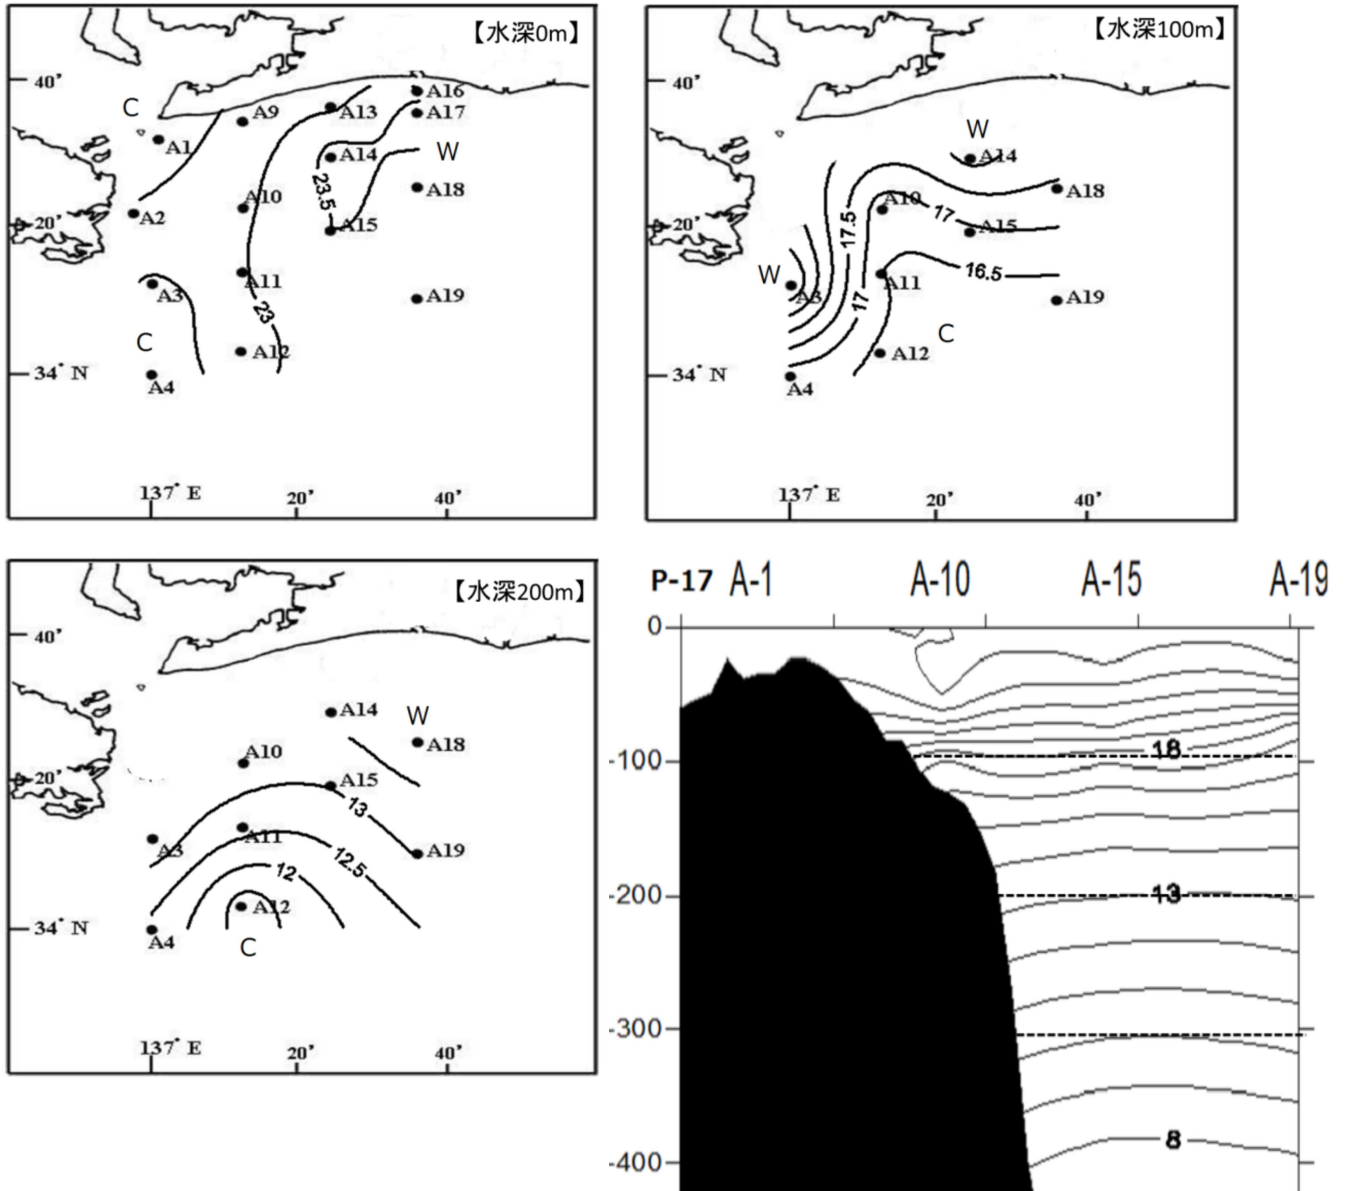 【水深0m】
40'
C
A16
A9
A13
A17
A1
A14
W
23.5
A18
A10
A2
20'
A15
A11
A3
A19
23
C
A12
34° N
A4
137° E
20'
40'
【水深100m】
40'
W
A14
A18
A10
17
17.5
20'
A15
W
16.5
A11
A3
17
A19
C
A12
34° N
A4
137° E
20'
40'
【水深200m】
40'
A14
W
A18
A10
20'
A15
13
A11
A3
12.5
A19
12
A12
34° N
A4
C
137° E
20'
40'
P-17 A-1 A-10 A-15 A-19
0
18
-100
13
-200
-300
8
-400